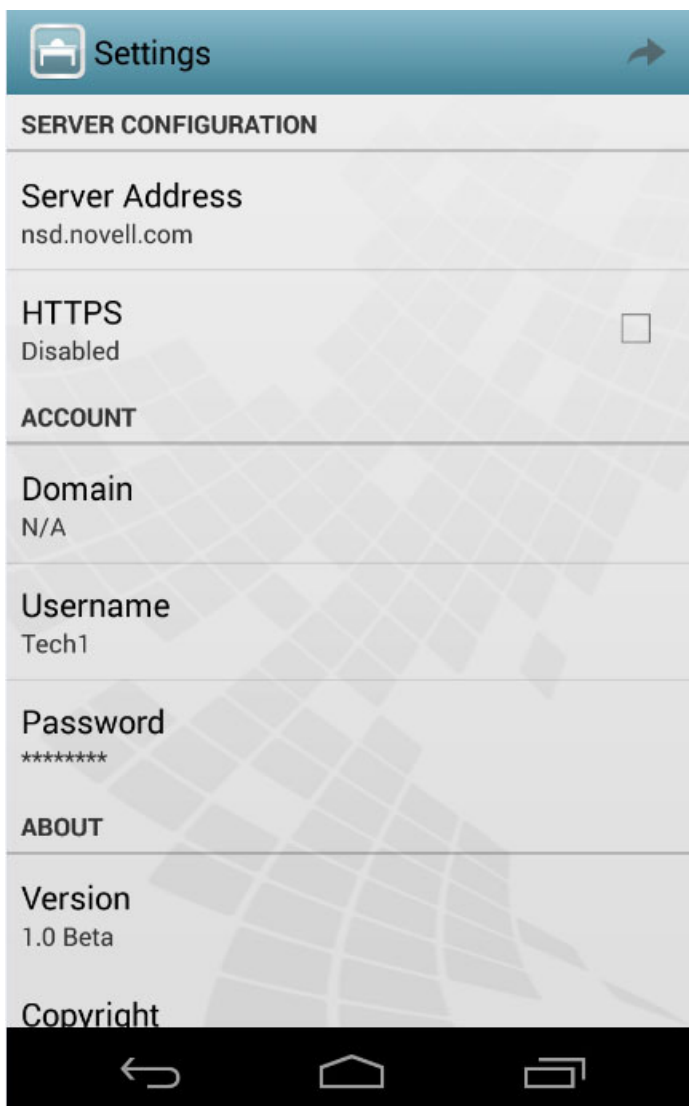 Settings
SERVER CONFIGURATION
Server Address
nsd.novell.com
HTTPS
Disabled
ACCOUNT
Domain
N/A
Username
Tech1
Password
********
ABOUT
Version
1.0 Beta
Copyright